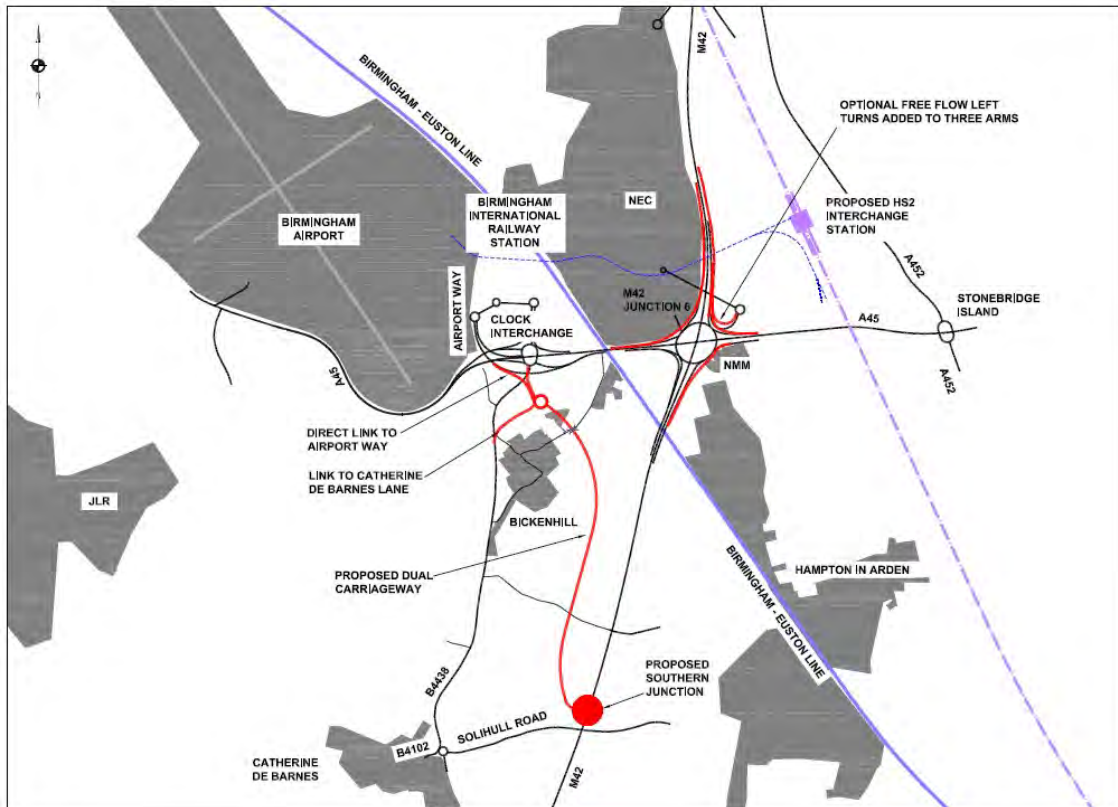 M42
BIRMINGHAM - EUSTON LINE
OPTIONAL FREE FLOW LEFT
TURNS ADDED TO THREE ARMS
NEC
BIRMINGHAM
INTERNATIONAL
RAILWAY
STATION
PROPOSED HS2
INTERCHANGE
STATION
BIRMINGHAM
AIRPORT
A452
AIRPORT WAY
M42
JUNCTION 6
STONEBRIDGE
ISLAND
CLOCK
INTERCHANGE
A45
A45
NMM
A452
DIRECT LINK TO
AIRPORT WAY
LINK TO CATHERINE
DE BARNES LANE
JLR
BICKENHILL
HAMPTON IN ARDEN
PROPOSED DUAL
CARRIAGEWAY
BIRMINGHAM - EUSTON LINE
PROPOSED
SOUTHERN
JUNCTION
B4438
SOLIHULL ROAD
B4102
CATHERINE
DE BARNES
M42